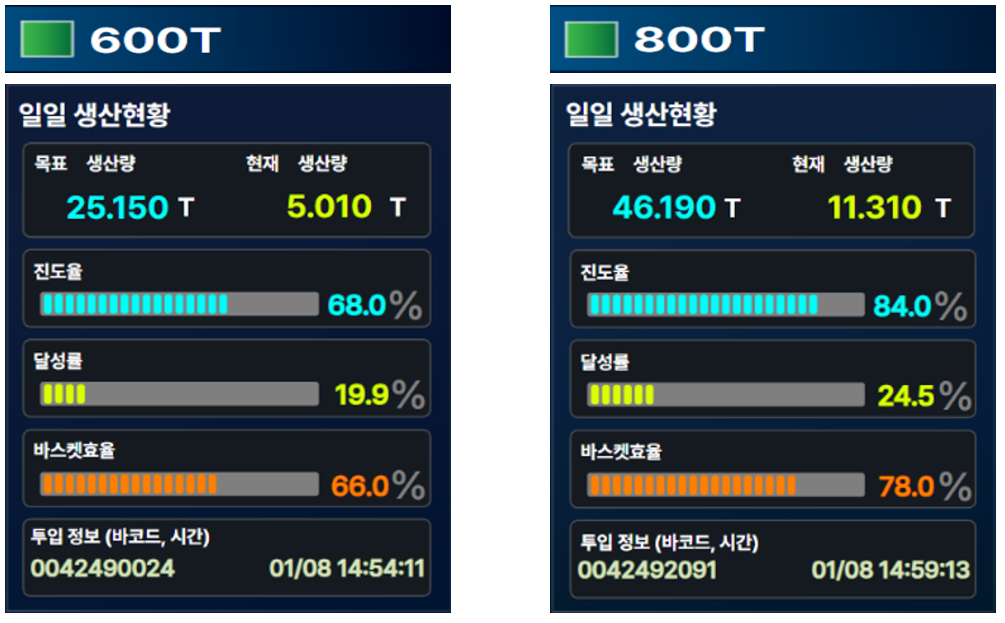 600T
일일 생산현황
목표 생산량 현재 생산량
25.150 T 5.010 T
진도율
68.0%
달성률
19.9%
바스켓효율
66.0%
투입 정보 (바코드, 시간)
0042490024 01/08 14:54:11
800T
일일 생산현황
목표 생산량 현재 생산량
46.190 T 11.310 T
진도율
84.0%
달성률
24.5%
바스켓효율
78.0%
투입 정보 (바코드, 시간)
0042492091 01/08 14:59:13